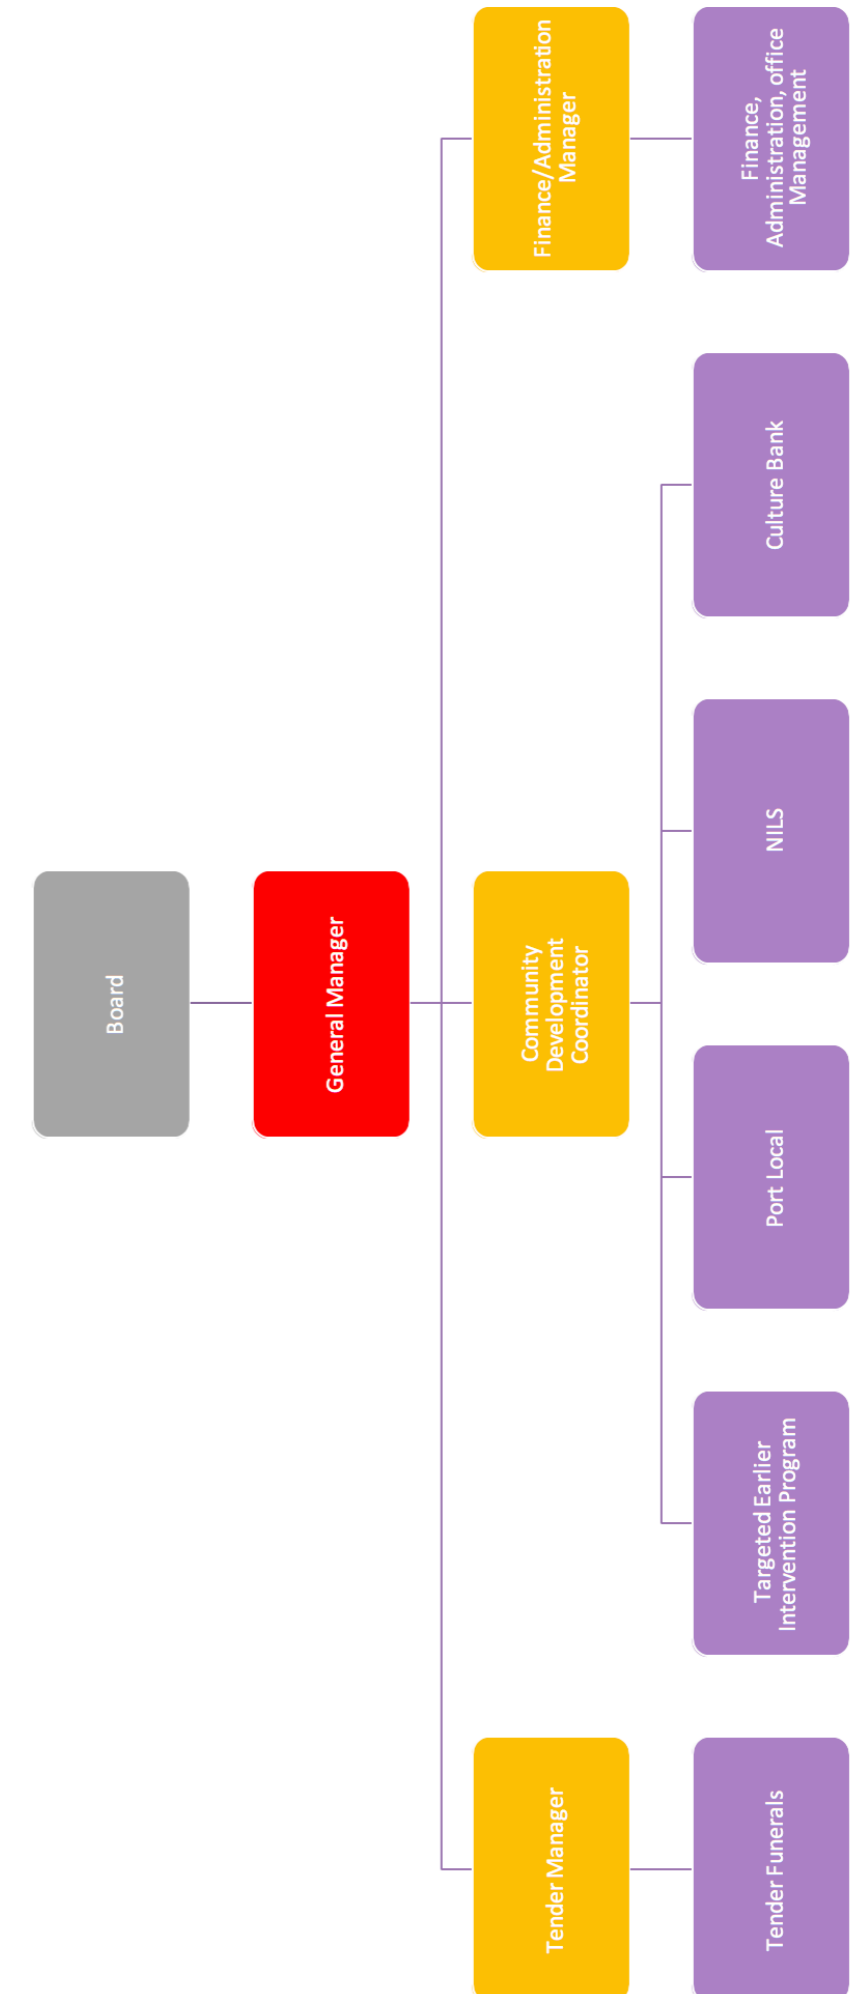 Board
General Manager
Tender Manager
Community
Development
Coordinator
Finance/Administration
Manager
Tender Funerals
Targeted Earlier
Intervention Program
Port Local
NILS
Culture Bank
Finance,
Administration, office
Management